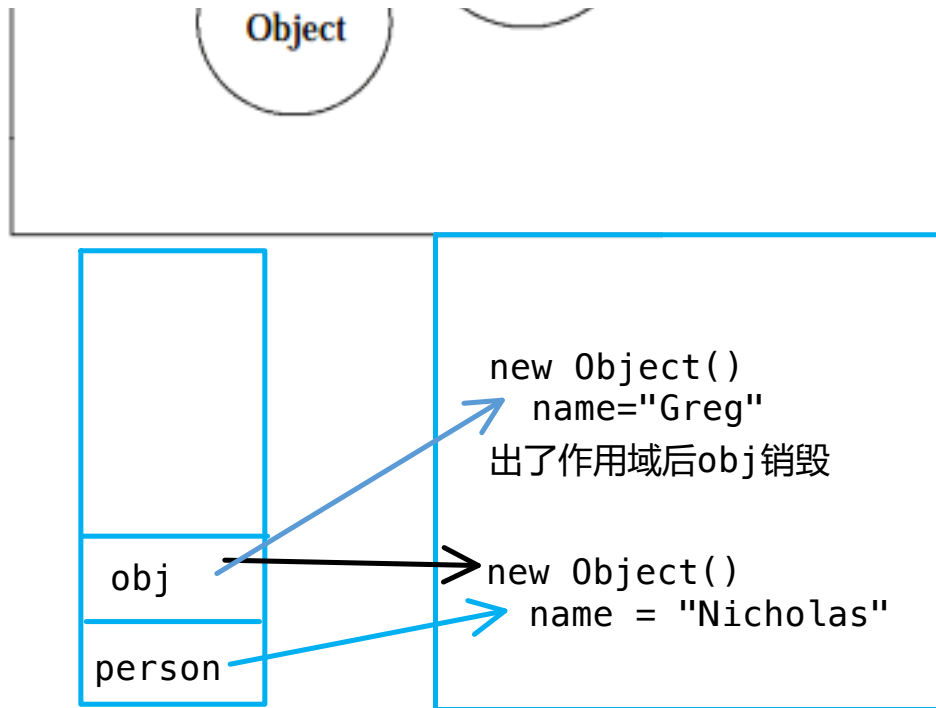 Object
new Object()
name="Greg"
出了作用域后obj销毁
obj
new Object()
name = "Nicholas"
person